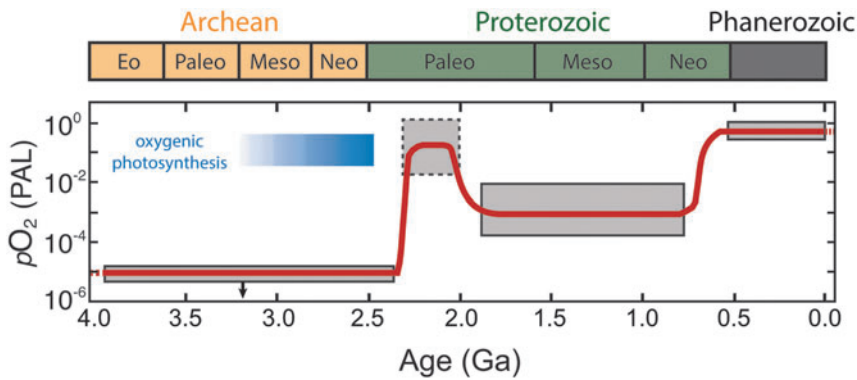 Archean Proterozoic Phanerozoic
Eo Paleo Meso Neo Paleo Meso Neo
10⁰
10⁻²
10⁻⁴
10⁻⁶
pO₂ (PAL)
oxygenic
photosynthesis
4.0 3.5 3.0 2.5 2.0 1.5 1.0 0.5 0.0
Age (Ga)